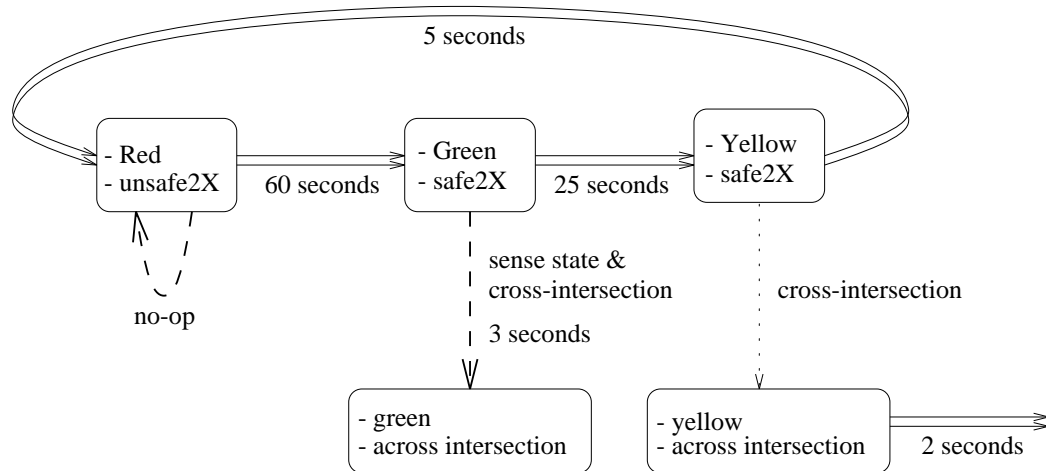 5 seconds
- Red
- unsafe2X
60 seconds
- Green
- safe2X
25 seconds
- Yellow
- safe2X
no-op
sense state &
cross-intersection
3 seconds
cross-intersection
- green
- across intersection
- yellow
- across intersection
2 seconds